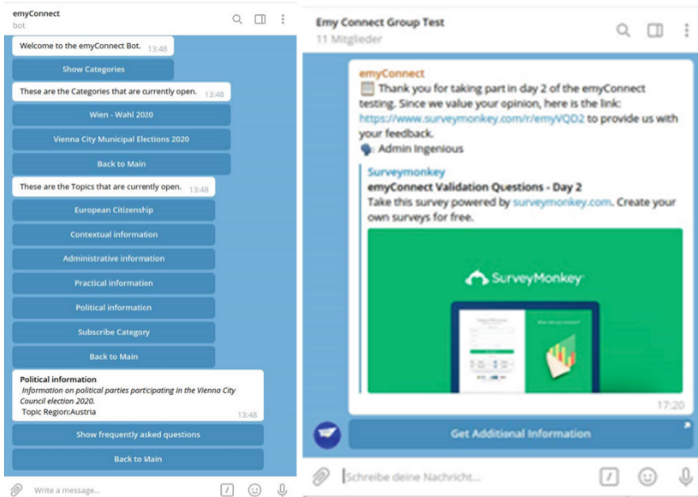 emyConnect
bot
Welcome to the emyConnect Bot. 13:48
Show Categories
These are the Categories that are currently open. 13:48
Wien - Wahl 2020
Vienna City Municipal Elections 2020
Back to Main
These are the Topics that are currently open. 13:48
European Citizenship
Contextual information
Administrative information
Practical information
Political information
Subscribe Category
Back to Main
Political information
Information on political parties participating in the Vienna City
Council election 2020.
Topic Region:Austria
13:48
Show frequently asked questions
Back to Main
Write a message...
Emy Connect Group Test
11 Mitglieder
emyConnect
Thank you for taking part in day 2 of the emyConnect
testing. Since we value your opinion, here is the link:
https://www.surveymonkey.com/r/emyVQD2 to provide us with
your feedback.
Admin Ingenious
Surveymonkey
emyConnect Validation Questions - Day 2
Take this survey powered by surveymonkey.com. Create your
own surveys for free.
SurveyMonkey
17:20
Get Additional Information
Schreibe deine Nachricht...